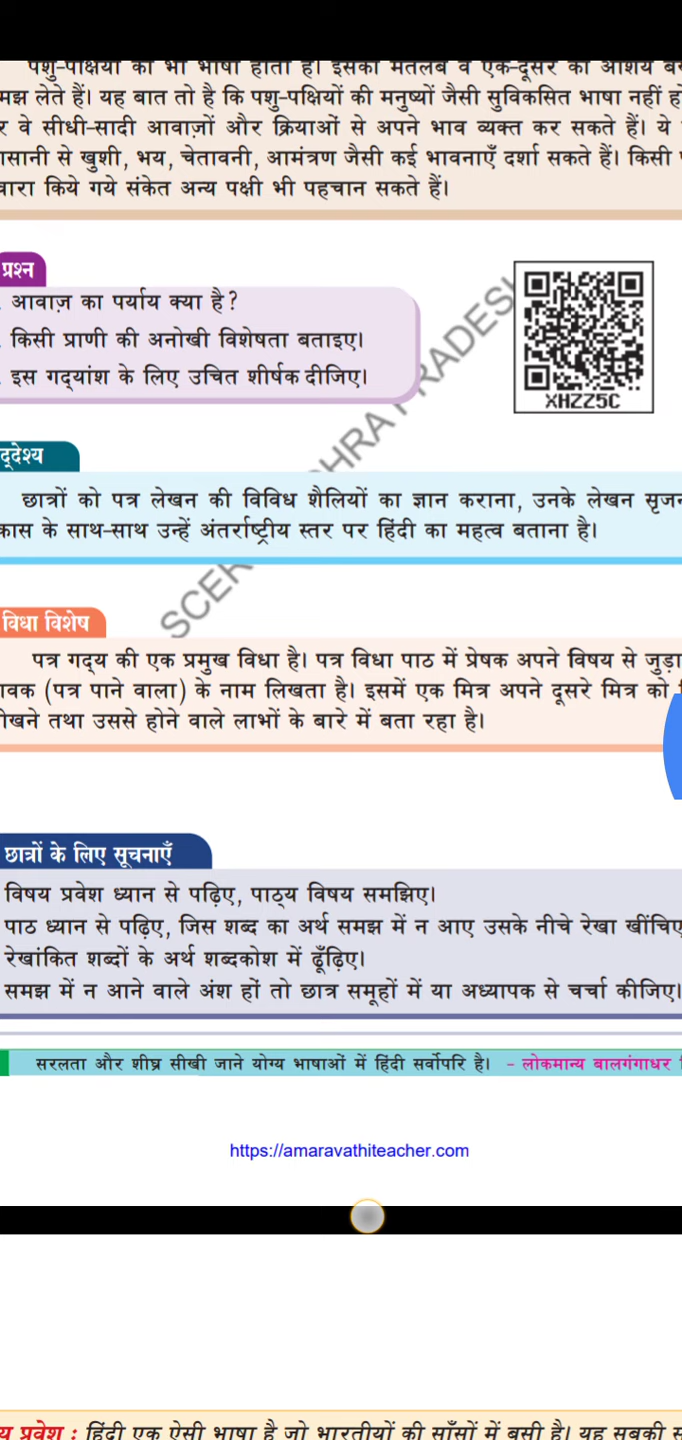 पशु-पक्षियों की भी भाषा होती है। इसका मतलब वे एक-दूसरे का आशय
लेते हैं। यह बात तो है कि पशु-पक्षियों की मनुष्यों जैसी सुविकसित भाषा नहीं
वे सीधी-सादी आवाज़ों और क्रियाओं से अपने भाव व्यक्त कर सकते हैं। ये
से खुशी, भय, चेतावनी, आमंत्रण जैसी कई भावनाएँ दर्शा सकते हैं। किसी
किये गये संकेत अन्य पक्षी भी पहचान सकते हैं।
प्रश्न
आवाज़ का पर्याय क्या है?
किसी प्राणी की अनोखी विशेषता बताइए।
इस गद्यांश के लिए उचित शीर्षक दीजिए।
XHZZ5C
छात्रों को पत्र लेखन की विविध शैलियों का ज्ञान कराना, उनके लेखन
के साथ-साथ उन्हें अंतर्राष्ट्रीय स्तर पर हिंदी का महत्व बताना है।
विधा विशेष
पत्र गद्य की एक प्रमुख विधा है। पत्र विधा पाठ में प्रेषक अपने विषय से जुड़ा
(पत्र पाने वाला) के नाम लिखता है। इसमें एक मित्र अपने दूसरे मित्र को
तथा उससे होने वाले लाभों के बारे में बता रहा है।
छात्रों के लिए सूचनाएँ
विषय प्रवेश ध्यान से पढ़िए, पाठ्य विषय समझिए।
पाठ ध्यान से पढ़िए, जिस शब्द का अर्थ समझ में न आए उसके नीचे रेखा खींचिए
रेखांकित शब्दों के अर्थ शब्दकोश में ढूँढ़िए।
समझ में न आने वाले अंश हों तो छात्र समूहों में या अध्यापक से चर्चा कीजिए।
सरलता और शीघ्र सीखी जाने योग्य भाषाओं में हिंदी सर्वोपरि है। - लोकमान्य बालगंगाधर
https://amaravathiteacher.com
प्रवेश : हिंदी एक ऐसी भाषा है जो भारतीयों की साँसों में बसी है। यह सबकी